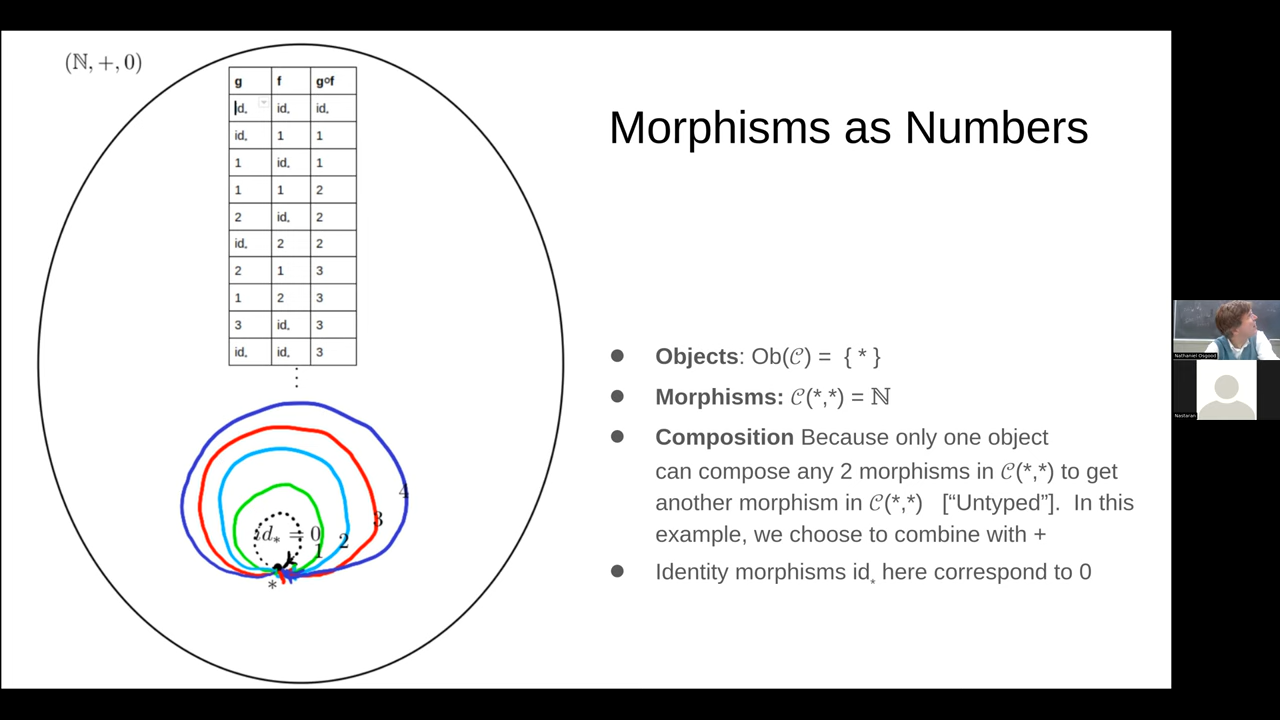 (ℕ, +, 0)
g f g∘f
id* id* id*
id* 1 1
1 id* 1
1 1 2
2 id* 2
id* 2 2
2 1 3
1 2 3
3 id* 3
id* id* 3
⋮
4
3
id* = 0
2
1
*
Morphisms as Numbers
● Objects: Ob(𝒞) = { * }
● Morphisms: 𝒞(*,*) = ℕ
● Composition Because only one object
can compose any 2 morphisms in 𝒞(*,*) to get
another morphism in 𝒞(*,*) [“Untyped”]. In this
example, we choose to combine with +
● Identity morphisms id* here correspond to 0
Nathaniel Osgood
Nastaran